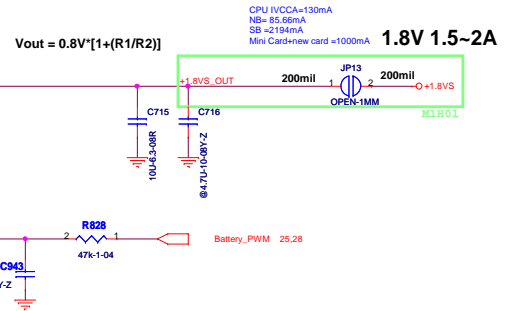 CPU IVCCA=130mA
NB= 85.66mA
SB =2194mA
Mini Card+new card =1000mA
1.8V 1.5~2A
Vout = 0.8V*[1+(R1/R2)]
JP13
+1.8VS_OUT
200mil
1
2
200mil
+1.8VS
OPEN-1MM
M1H01
C715
C716
10U-6.3-08R
@4.7U-10-08Y-Z
R828
2
1
Battery_PWM 25,28
47k-1-04
C943
Y-Z